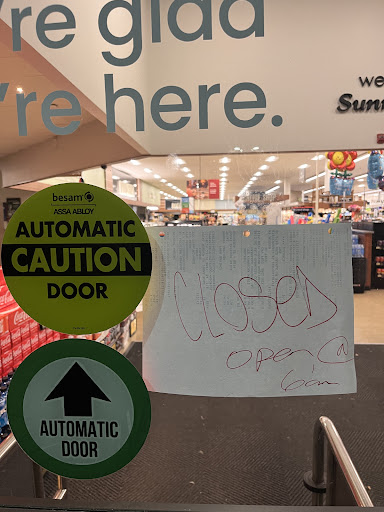 're glad
're here.
we
Sunn
besam
ASSA ABLOY
AUTOMATIC
CAUTION
DOOR
CLOSED
open @
6am
AUTOMATIC
DOOR